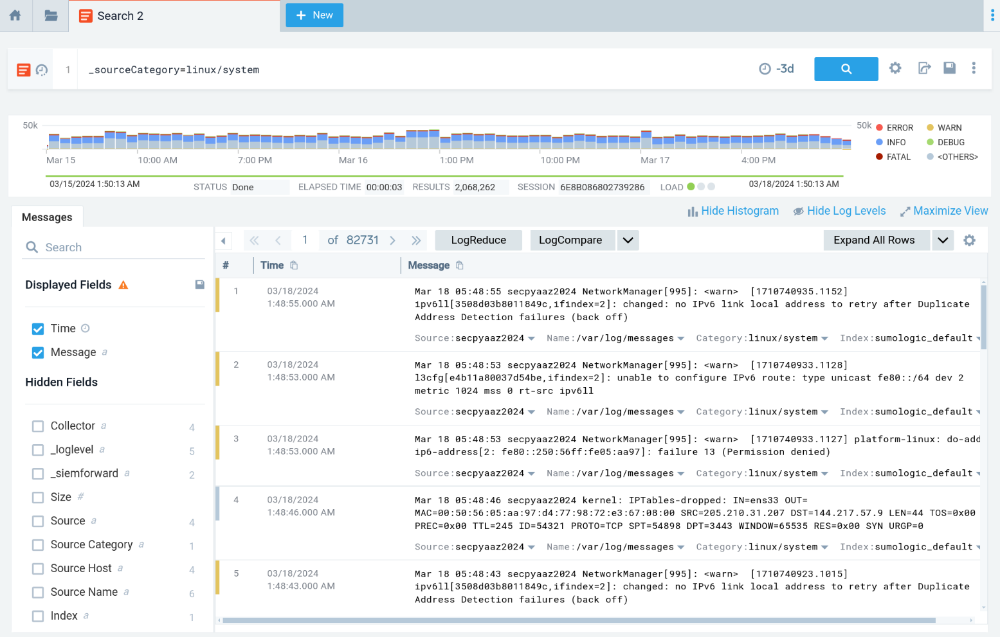 Search 2
New
1
_sourceCategory=linux/system
-3d
50k
50k
ERROR
WARN
INFO
DEBUG
FATAL
<OTHERS>
Mar 15
10:00 AM
7:00 PM
Mar 16
1:00 PM
10:00 PM
Mar 17
4:00 PM
03/15/2024 1:50:13 AM
STATUS Done
ELAPSED TIME 00:00:03
RESULTS 2,068,262
SESSION 6E8B086802739286
LOAD
03/18/2024 1:50:13 AM
Messages
Hide Histogram
Hide Log Levels
Maximize View
Search
1 of 82731
LogReduce
LogCompare
Expand All Rows
Displayed Fields
Time
Message a
Hidden Fields
Collector a 4
_loglevel a 5
_siemforward a 2
Size #
Source a 4
Source Category a 1
Source Host a 4
Source Name a 6
Index a 1
# Time Message
1
03/18/2024
1:48:55.000 AM
Mar 18 05:48:55 secpyaaz2024 NetworkManager[995]: <warn> [1710740935.1152]
ipv6ll[3508d03b8011849c,ifindex=2]: changed: no IPv6 link local address to retry after Duplicate
Address Detection failures (back off)
Source:secpyaaz2024 Name:/var/log/messages Category:linux/system Index:sumologic_default
2
03/18/2024
1:48:53.000 AM
Mar 18 05:48:53 secpyaaz2024 NetworkManager[995]: <warn> [1710740933.1128]
l3cfg[e4b11a80037d54be,ifindex=2]: unable to configure IPv6 route: type unicast fe80::/64 dev 2
metric 1024 mss 0 rt-src ipv6ll
Source:secpyaaz2024 Name:/var/log/messages Category:linux/system Index:sumologic_default
3
03/18/2024
1:48:53.000 AM
Mar 18 05:48:53 secpyaaz2024 NetworkManager[995]: <warn> [1710740933.1127] platform-linux: do-add
ip6-address[2: fe80::250:56ff:fe05:aa97]: failure 13 (Permission denied)
Source:secpyaaz2024 Name:/var/log/messages Category:linux/system Index:sumologic_default
4
03/18/2024
1:48:46.000 AM
Mar 18 05:48:46 secpyaaz2024 kernel: IPTables-dropped: IN=ens33 OUT=
MAC=00:50:56:05:aa:97:d4:77:98:72:e3:67:08:00 SRC=205.210.31.207 DST=144.217.57.9 LEN=44 TOS=0x00
PREC=0x00 TTL=245 ID=54321 PROTO=TCP SPT=54898 DPT=3443 WINDOW=65535 RES=0x00 SYN URGP=0
Source:secpyaaz2024 Name:/var/log/messages Category:linux/system Index:sumologic_default
5
03/18/2024
1:48:43.000 AM
Mar 18 05:48:43 secpyaaz2024 NetworkManager[995]: <warn> [1710740923.1015]
ipv6ll[3508d03b8011849c,ifindex=2]: changed: no IPv6 link local address to retry after Duplicate
Address Detection failures (back off)